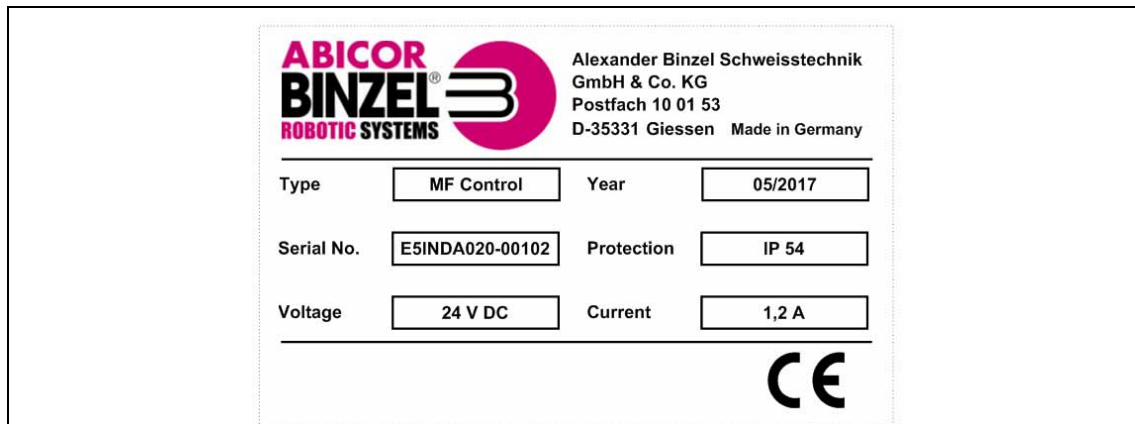 ABICOR
BINZEL®
ROBOTIC SYSTEMS
Alexander Binzel Schweisstechnik
GmbH & Co. KG
Postfach 10 01 53
D-35331 Giessen Made in Germany
Type MF Control Year 05/2017
Serial No. E5INDA020-00102 Protection IP 54
Voltage 24 V DC Current 1,2 A
CE